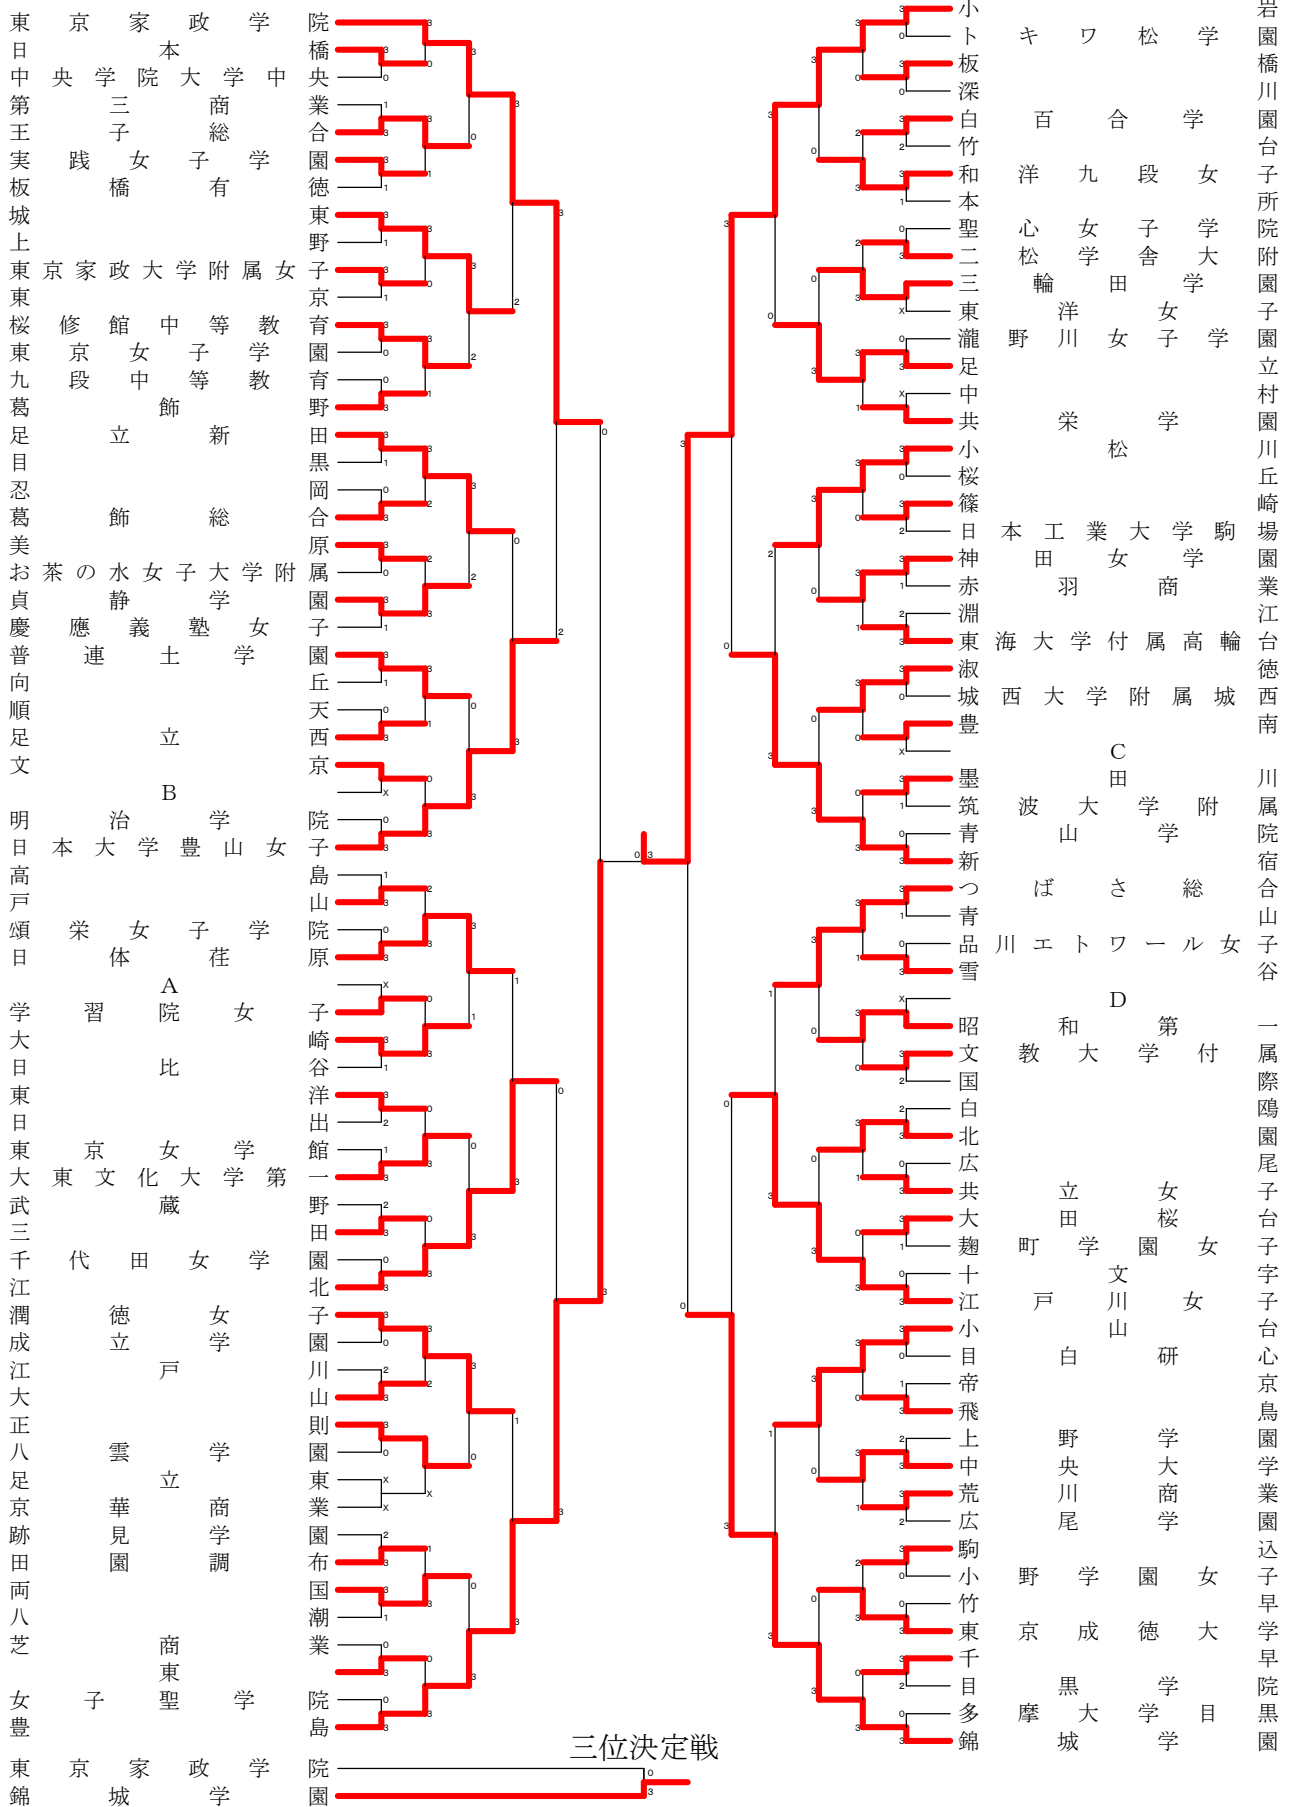 東京家政学院
日本橋
中央学院大学中央
第三商業
王子総合
実践女子学園
板橋有徳
城東
上野
東京家政大学附属女子
東京
桜修館中等教育
東京女子学園
九段中等教育
葛飾野
足立新田
目黒
忍岡
葛飾総合
美原
お茶の水女子大学附属
貞静学園
慶應義塾女子
普連土学園
向丘
順天
足立西
文京
B
明治学院
日本大学豊山女子
高島
戸山
頌栄女子学院
日体荏原
A
学習院女子
大崎
日比谷
東洋
日出
東京女学館
大東文化大学第一
武蔵野
三田
千代田女学園
江北
潤徳女子
成立学園
江戸川
大山
正則
八雲学園
足立東
京華商業
跡見学園
田園調布
両国
八潮
芝商業
東
女子聖学院
豊島
小岩
トキワ松学園
板橋
深川
白百合学園
竹台
和洋九段女子
本所
聖心女子学院
二松学舎大附
三輪田学園
東洋女子
瀧野川女子学園
足立
中村
共栄学園
小松川
桜丘
篠崎
日本工業大学駒場
神田女学園
赤羽商業
淵江
東海大学付属高輪台
淑徳
城西大学附属城西
豊南
C
墨田川
筑波大学附属
青山学院
新宿
つばさ総合
青山
品川エトワール女子
雪谷
D
昭和第一
文教大学付属
国際
白鴎
北園
広尾
共立女子
大田桜台
麹町学園女子
十文字
江戸川女子
小山台
目白研心
帝京
飛鳥
上野学園
中央大学
荒川商業
広尾学園
駒込
小野学園女子
竹早
東京成徳大学
千早
目黒学院
多摩大学目黒
錦城学園
三位決定戦
東京家政学院
錦城学園